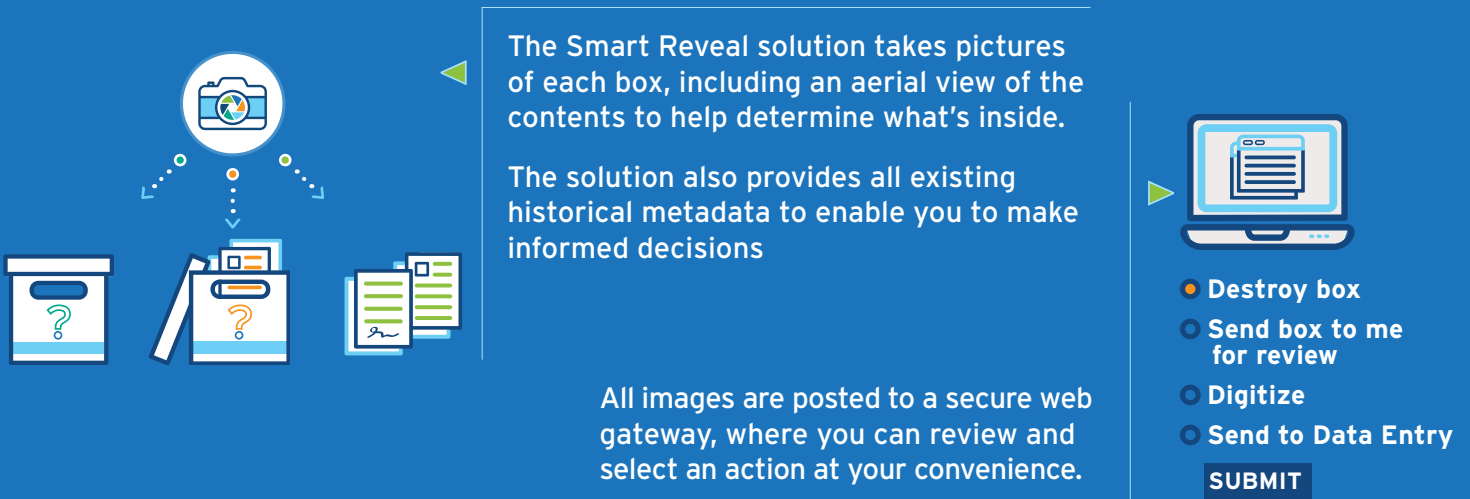 The Smart Reveal solution takes pictures
of each box, including an aerial view of the
contents to help determine what's inside.
The solution also provides all existing
historical metadata to enable you to make
informed decisions
?
?
All images are posted to a secure web
gateway, where you can review and
select an action at your convenience.
Destroy box
Send box to me
for review
Digitize
Send to Data Entry
SUBMIT